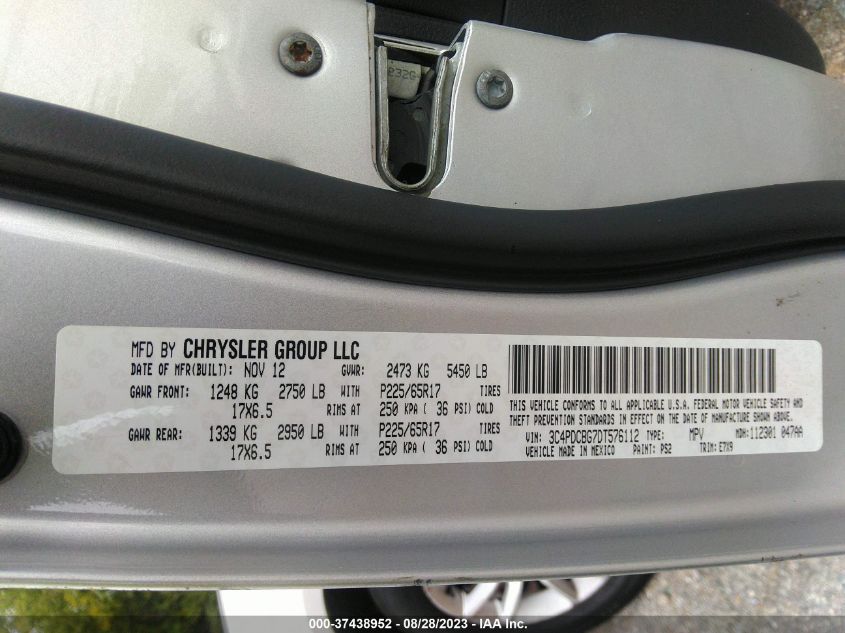 232G
MFD BY CHRYSLER GROUP LLC
DATE OF MFR(BUILT): NOV 12 GVWR: 2473 KG 5450 LB
GAWR FRONT: 1248 KG 2750 LB WITH P225/65R17 TIRES
17X6.5 RIMS AT 250 KPA ( 36 PSI) COLD
GAWR REAR: 1339 KG 2950 LB WITH P225/65R17 TIRES
17X6.5 RIMS AT 250 KPA ( 36 PSI) COLD
THIS VEHICLE CONFORMS TO ALL APPLICABLE U.S.A. FEDERAL MOTOR VEHICLE SAFETY AND
THEFT PREVENTION STANDARDS IN EFFECT ON THE DATE OF MANUFACTURE SHOWN ABOVE.
VIN: 3C4PDCBG7DT576112 TYPE: MPV MDH:112301 047AA
VEHICLE MADE IN MEXICO PAINT: PS2 TRIM: E7X9
000-37438952 - 08/28/2023 - IAA Inc.